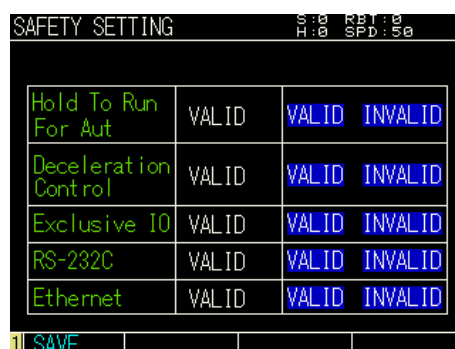 SAFETY SETTING
S:0 RBT:0
H:0 SPD:50
Hold To Run
For Aut
VALID
VALID INVALID
Deceleration
Control
VALID
VALID INVALID
Exclusive IO VALID VALID INVALID
RS-232C VALID VALID INVALID
Ethernet VALID VALID INVALID
1 SAVE